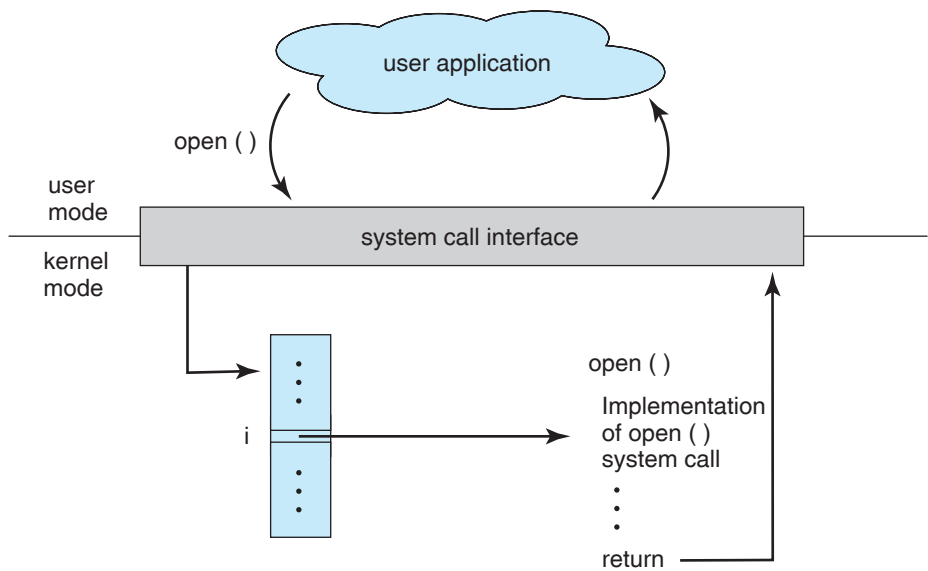 user application
open ( )
user
mode
system call interface
kernel
mode
open ( )
Implementation
of open ( )
system call
i
return